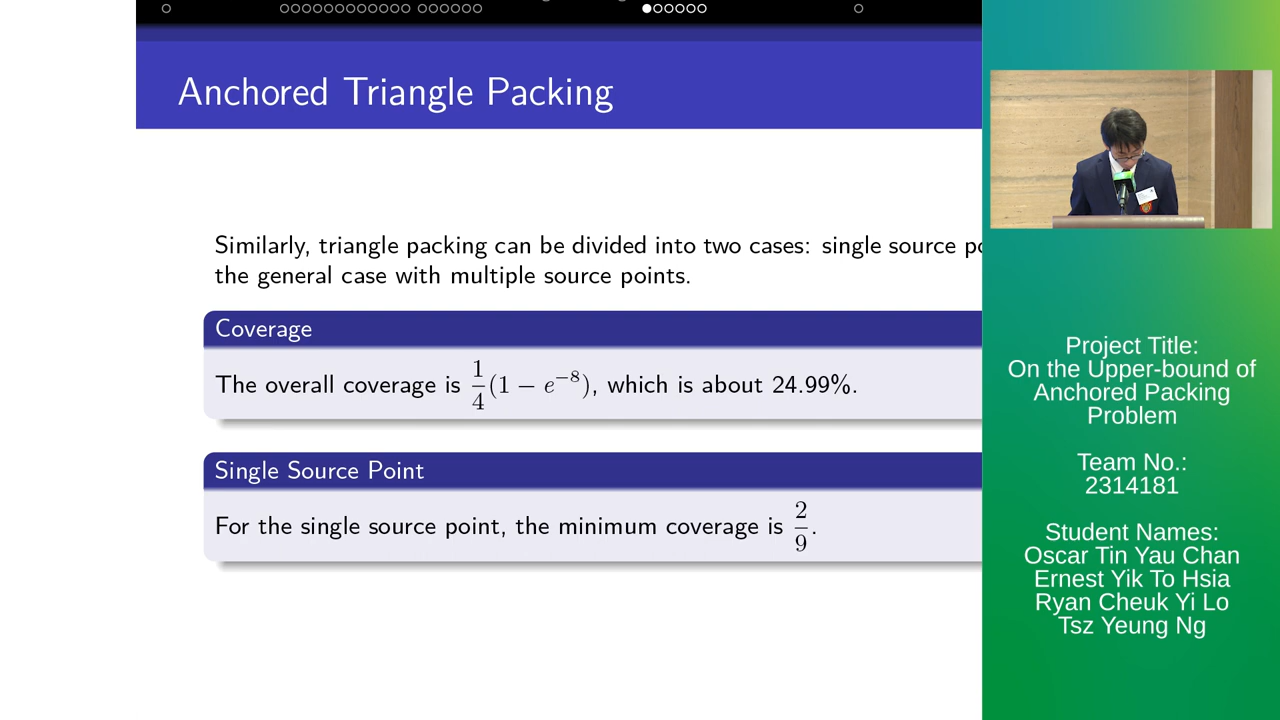 Anchored Triangle Packing
Similarly, triangle packing can be divided into two cases: single source
the general case with multiple source points.
Coverage
The overall coverage is \frac{1}{4}(1 − e^{−8}), which is about 24.99%.
Single Source Point
For the single source point, the minimum coverage is \frac{2}{9}.
Project Title:
On the Upper-bound of
Anchored Packing
Problem
Team No.:
2314181
Student Names:
Oscar Tin Yau Chan
Ernest Yik To Hsia
Ryan Cheuk Yi Lo
Tsz Yeung Ng